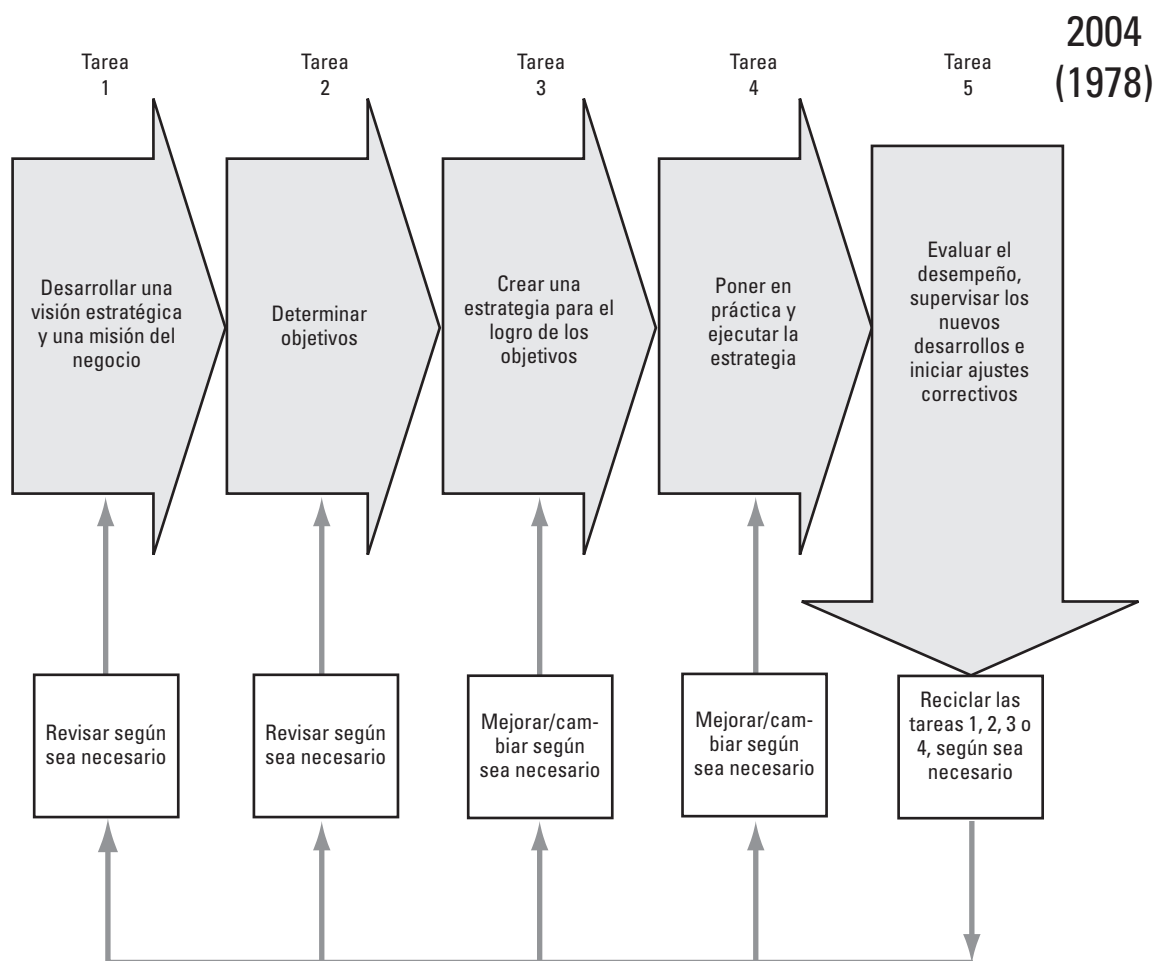 2004
(1978)
Tarea
1
Tarea
2
Tarea
3
Tarea
4
Tarea
5
Desarrollar una
visión estratégica
y una misión del
negocio
Determinar
objetivos
Crear una
estrategia para el
logro de los
objetivos
Poner en
práctica y
ejecutar la
estrategia
Evaluar el
desempeño,
supervisar los
nuevos
desarrollos e
iniciar ajustes
correctivos
Revisar según
sea necesario
Revisar según
sea necesario
Mejorar/cam-
biar según
sea necesario
Mejorar/cam-
biar según
sea necesario
Reciclar las
tareas 1, 2, 3 o
4, según sea
necesario